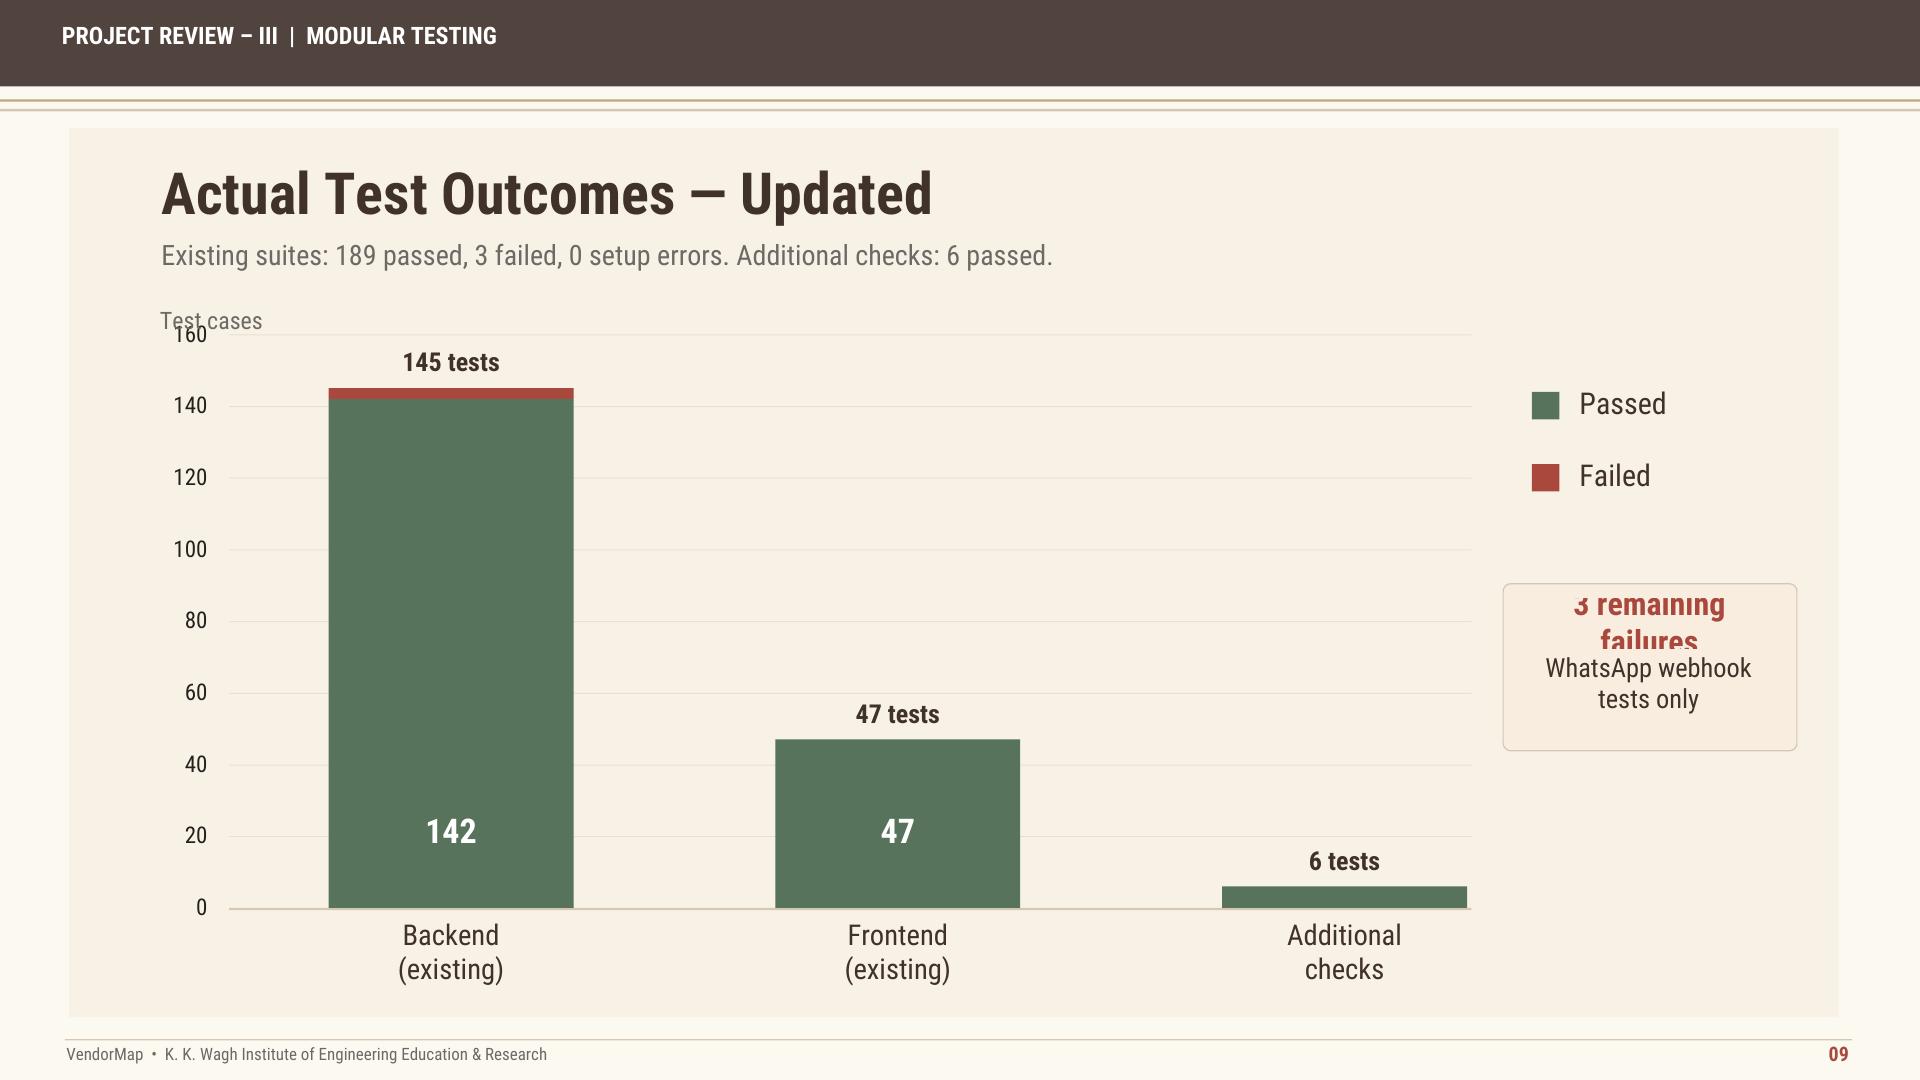 PROJECT REVIEW – III | MODULAR TESTING
Actual Test Outcomes — Updated
Existing suites: 189 passed, 3 failed, 0 setup errors. Additional checks: 6 passed.
Test cases
160
140
120
100
80
60
40
20
0
145 tests
142
47 tests
47
6 tests
Backend
(existing)
Frontend
(existing)
Additional
checks
Passed
Failed
3 remaining
failures
WhatsApp webhook
tests only
VendorMap • K. K. Wagh Institute of Engineering Education & Research
09